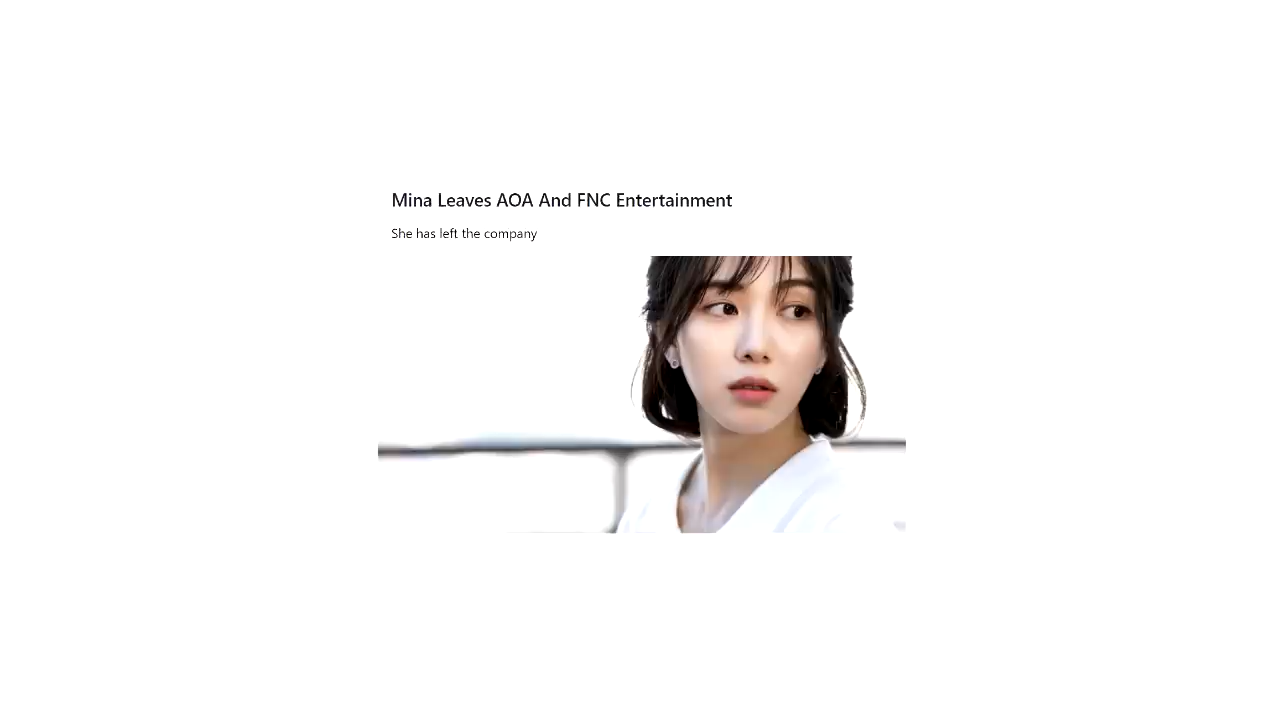 Mina Leaves AOA And FNC Entertainment
She has left the company